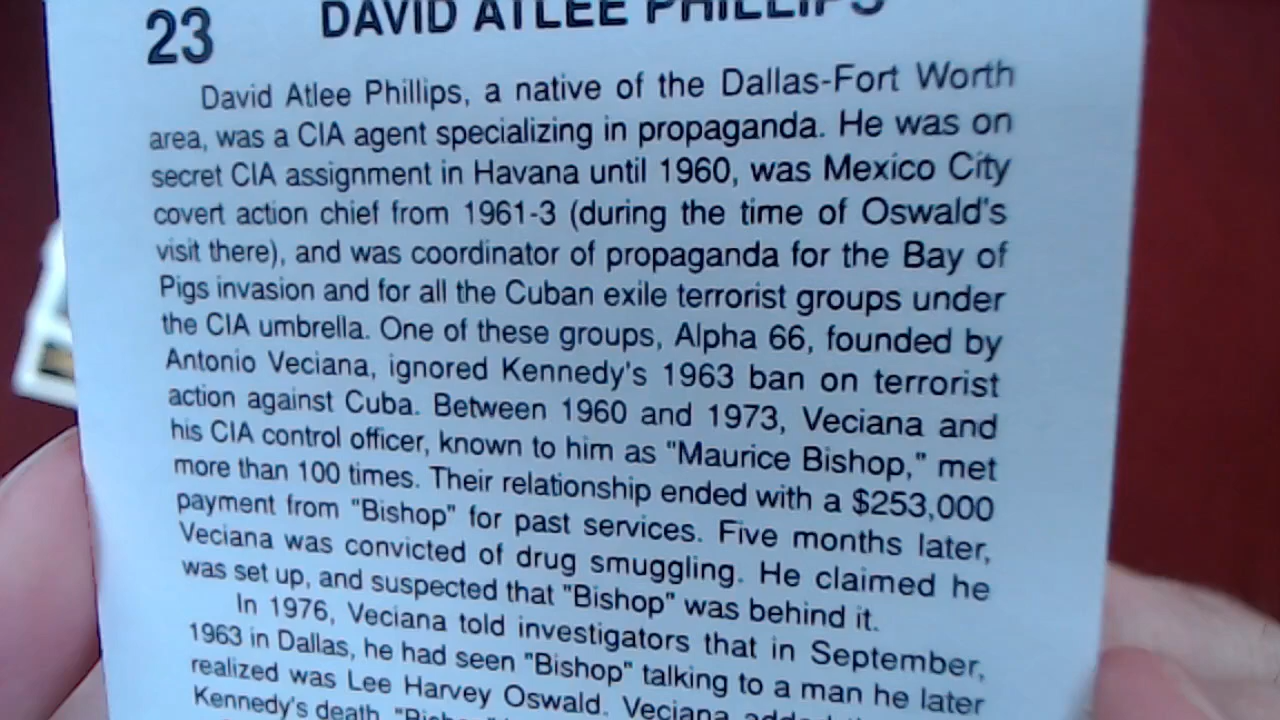 23 DAVID ATLEE PHILLIPS
David Atlee Phillips, a native of the Dallas-Fort Worth
area, was a CIA agent specializing in propaganda. He was on
secret CIA assignment in Havana until 1960, was Mexico City
covert action chief from 1961-3 (during the time of Oswald's
visit there), and was coordinator of propaganda for the Bay of
Pigs invasion and for all the Cuban exile terrorist groups under
the CIA umbrella. One of these groups, Alpha 66, founded by
Antonio Veciana, ignored Kennedy's 1963 ban on terrorist
action against Cuba. Between 1960 and 1973, Veciana and
his CIA control officer, known to him as "Maurice Bishop," met
more than 100 times. Their relationship ended with a $253,000
payment from "Bishop" for past services. Five months later,
Veciana was convicted of drug smuggling. He claimed he
was set up, and suspected that "Bishop" was behind it.
In 1976, Veciana told investigators that in September,
1963 in Dallas, he had seen "Bishop" talking to a man he later
realized was Lee Harvey Oswald. Veciana
Kennedy's death